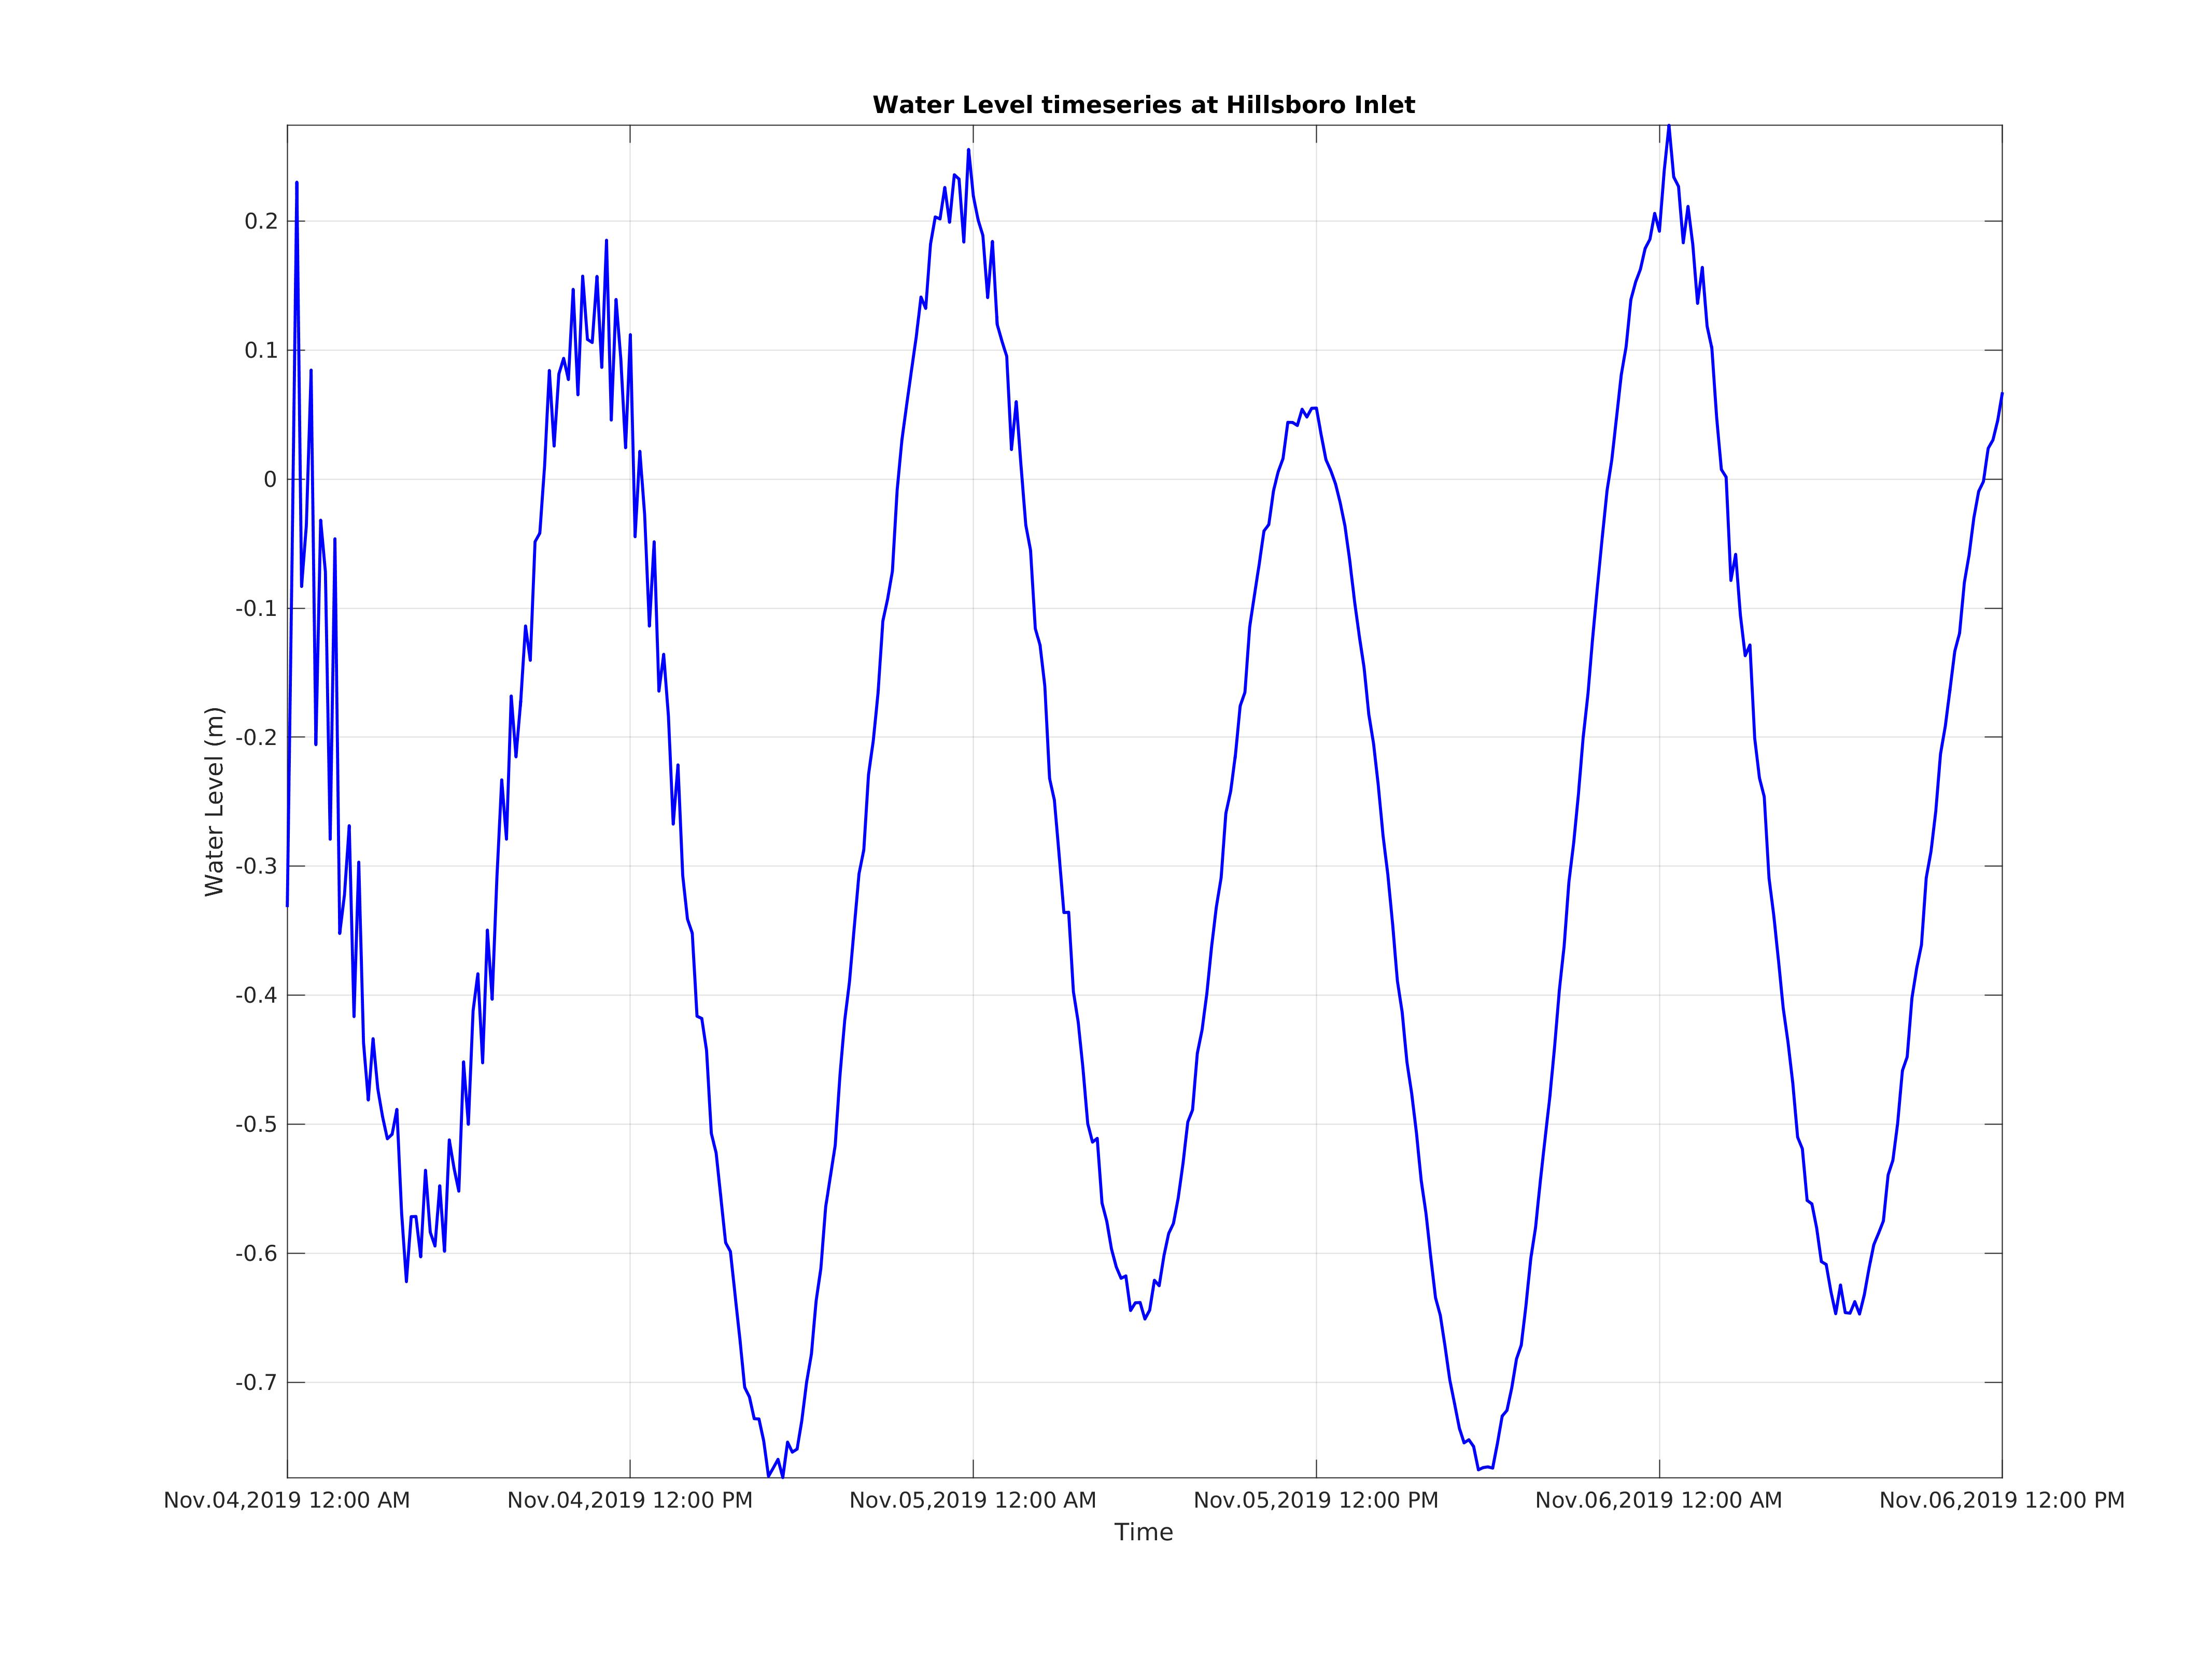 Water Level timeseries at Hillsboro Inlet
0.2
0.1
0
-0.1
-0.2
-0.3
-0.4
-0.5
-0.6
-0.7
Water Level (m)
Nov.04,2019 12:00 AM
Nov.04,2019 12:00 PM
Nov.05,2019 12:00 AM
Nov.05,2019 12:00 PM
Nov.06,2019 12:00 AM
Nov.06,2019 12:00 PM
Time